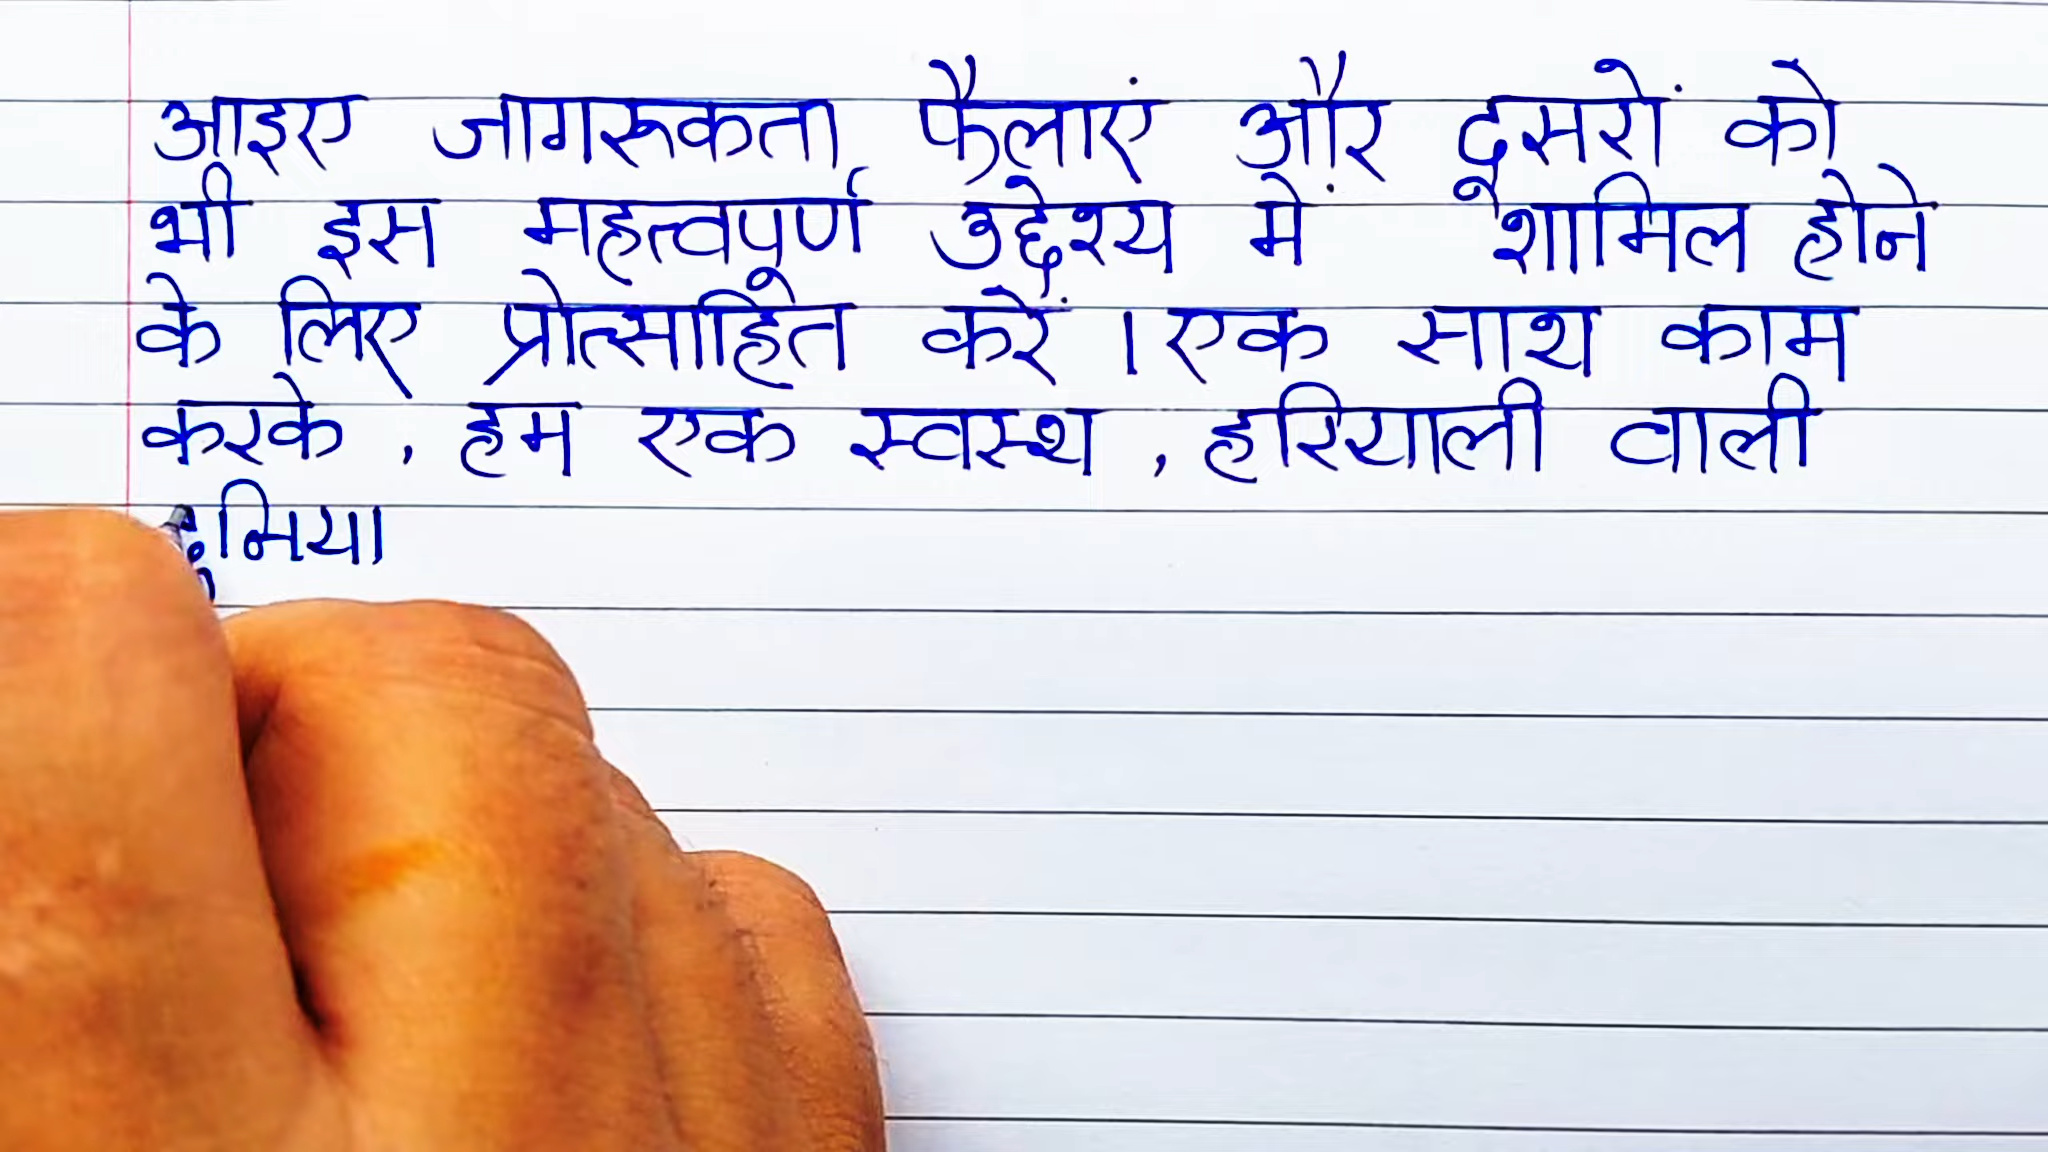 आइए जागरूकता फैलाएं और दूसरों को
भी इस महत्वपूर्ण उद्देश्य में शामिल होने
के लिए प्रोत्साहित करें । एक साथ काम
करके , हम एक स्वस्थ , हरियाली वाली
दुनिया